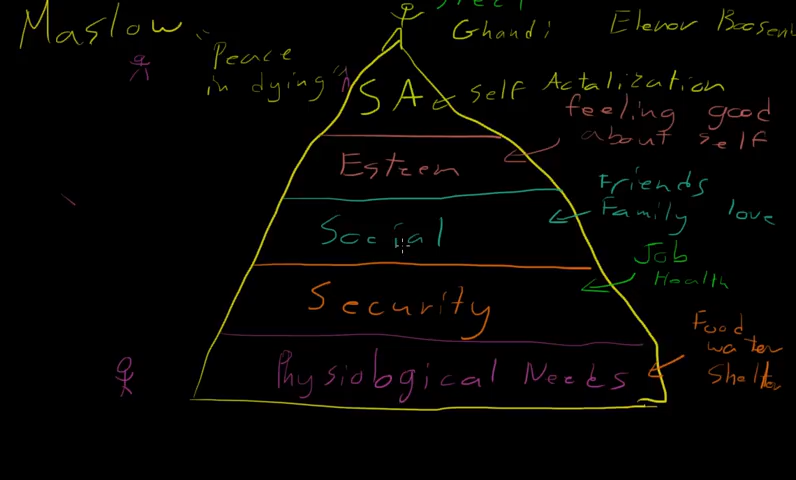 Maslow
Ghandi
Elenor
"Peace
in dying"
SA
self Actalization
feeling good
about self
Esteem
Friends
Family love
Social
Job
Health
Security
Food
water
Shelter
Physiological Needs